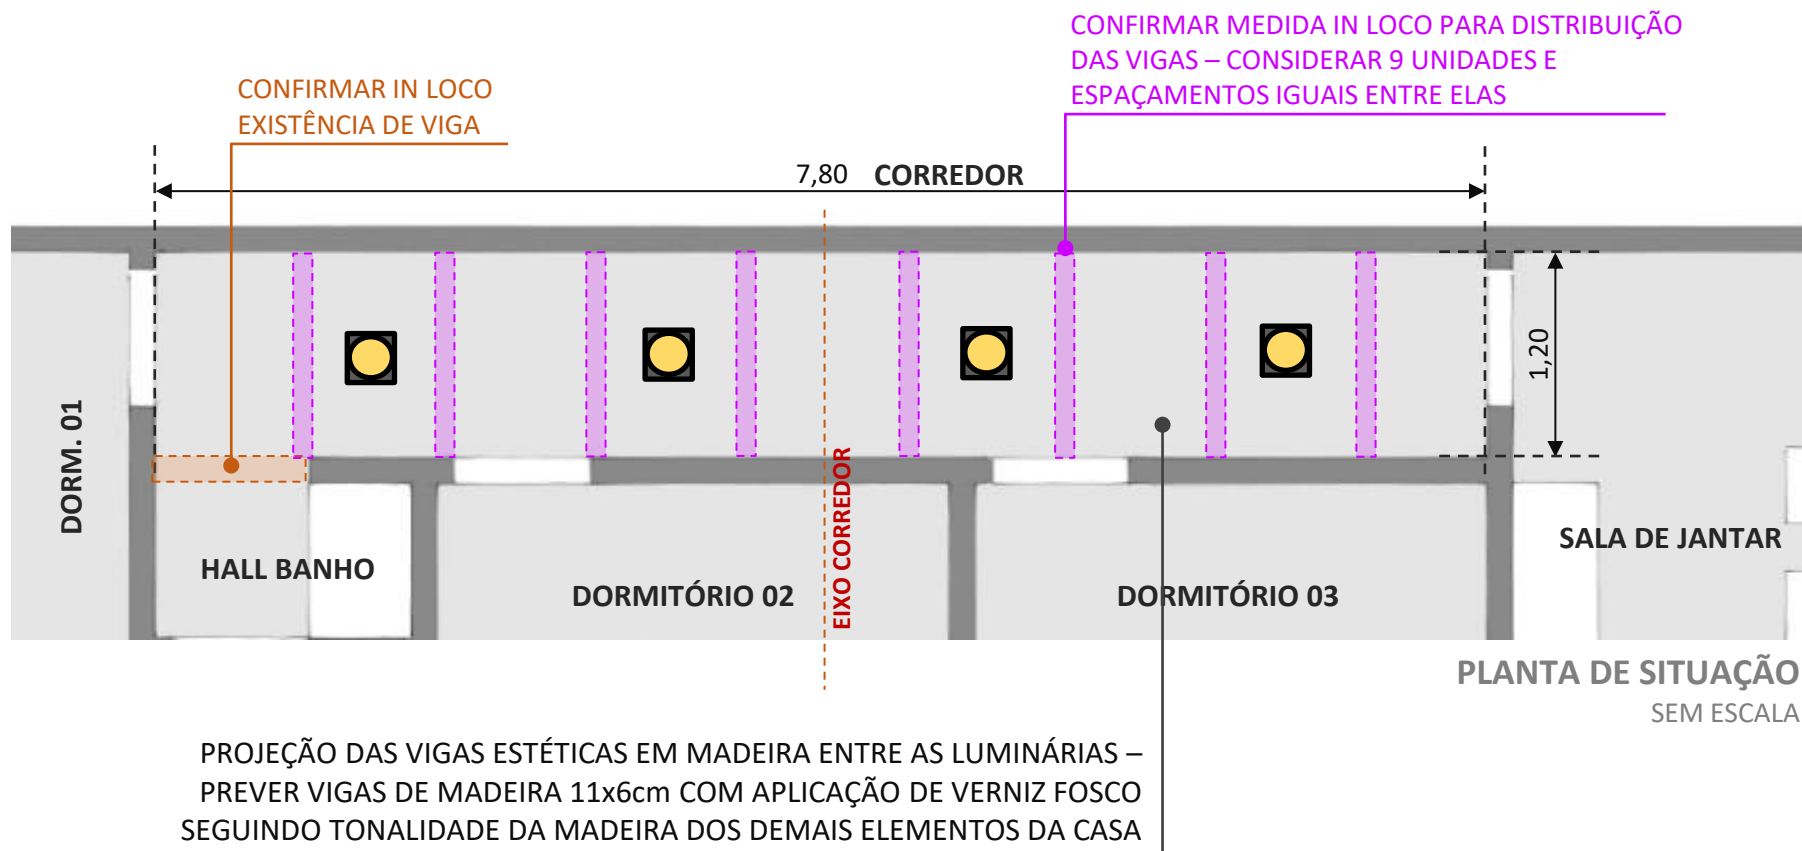 CONFIRMAR MEDIDA IN LOCO PARA DISTRIBUIÇÃO
DAS VIGAS – CONSIDERAR 9 UNIDADES E
ESPAÇAMENTOS IGUAIS ENTRE ELAS
CONFIRMAR IN LOCO
EXISTÊNCIA DE VIGA
7,80 CORREDOR
1,20
DORM. 01
EIXO CORREDOR
HALL BANHO
DORMITÓRIO 02
DORMITÓRIO 03
SALA DE JANTAR
PLANTA DE SITUAÇÃO
SEM ESCALA
PROJEÇÃO DAS VIGAS ESTÉTICAS EM MADEIRA ENTRE AS LUMINÁRIAS –
PREVER VIGAS DE MADEIRA 11x6cm COM APLICAÇÃO DE VERNIZ FOSCO
SEGUINDO TONALIDADE DA MADEIRA DOS DEMAIS ELEMENTOS DA CASA